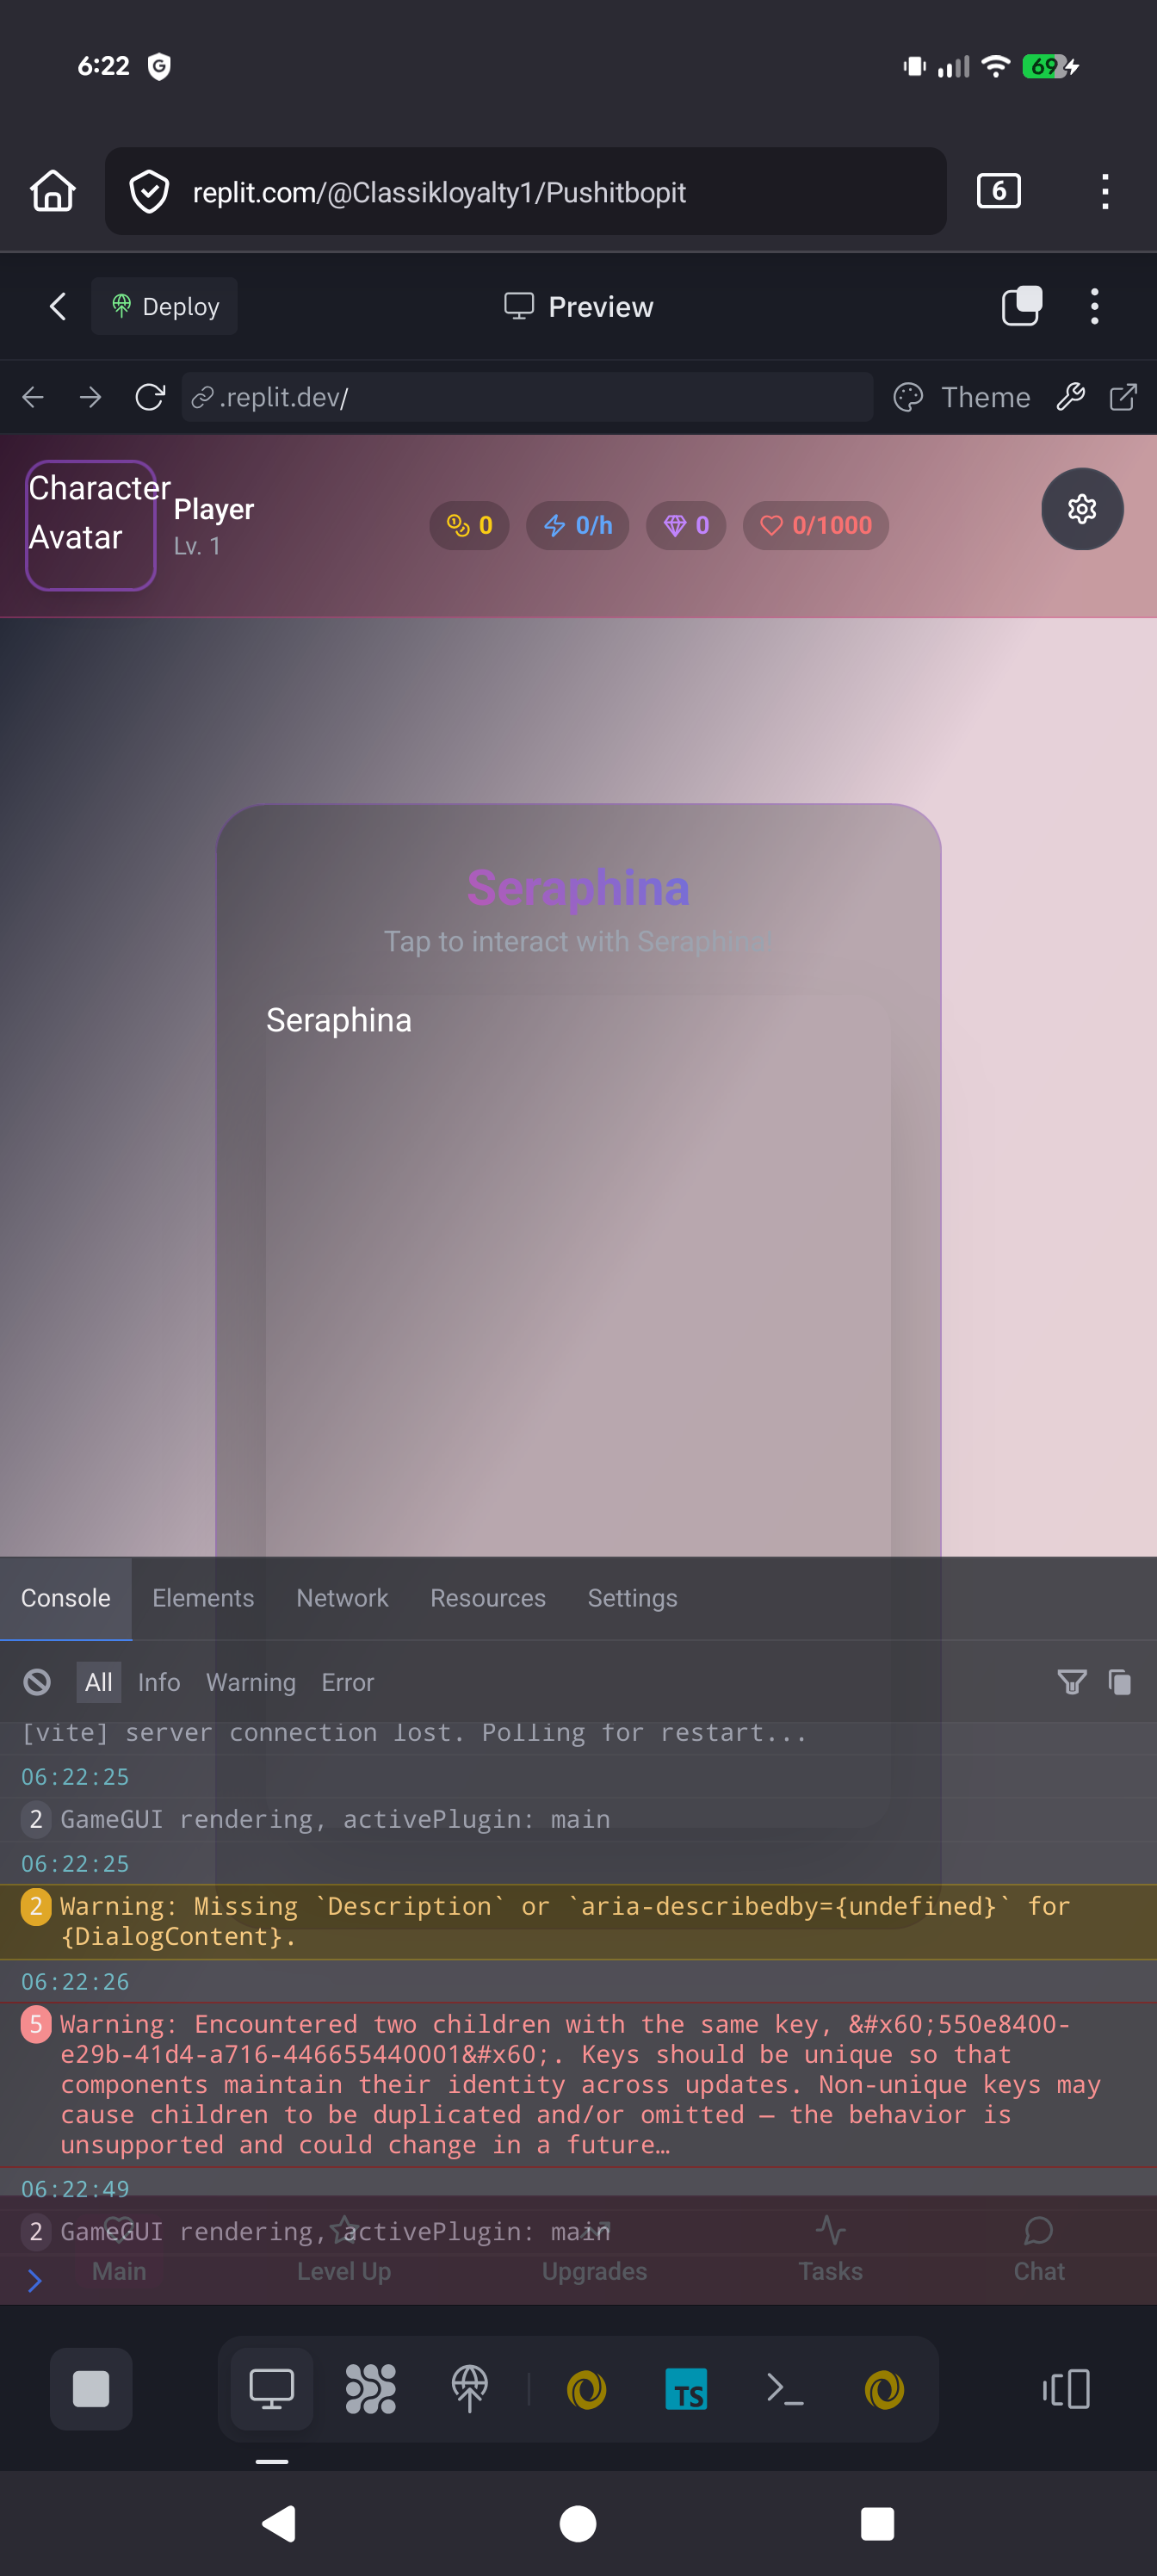 6:22
69
replit.com/@Classikloyalty1/Pushitbopit
6
Deploy
Preview
.replit.dev/
Theme
Character
Avatar
Player
Lv. 1
0
0/h
0
0/1000
Seraphina
Tap to interact with Seraphina!
Seraphina
Console Elements Network Resources Settings
All Info Warning Error
[vite] server connection lost. Polling for restart...
06:22:25
2 GameGUI rendering, activePlugin: main
06:22:25
2 Warning: Missing `Description` or `aria-describedby={undefined}` for
{DialogContent}.
06:22:26
5 Warning: Encountered two children with the same key, &#x60;550e8400-
e29b-41d4-a716-446655440001&#x60;. Keys should be unique so that
components maintain their identity across updates. Non-unique keys may
cause children to be duplicated and/or omitted — the behavior is
unsupported and could change in a future…
06:22:49
2 GameGUI rendering, activePlugin: main
Main Level Up Upgrades Tasks Chat
TS